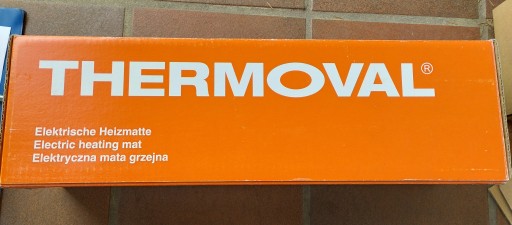 THERMOVAL®
Elektrische Heizmatte
Electric heating mat
Elektryczna mata grzejna